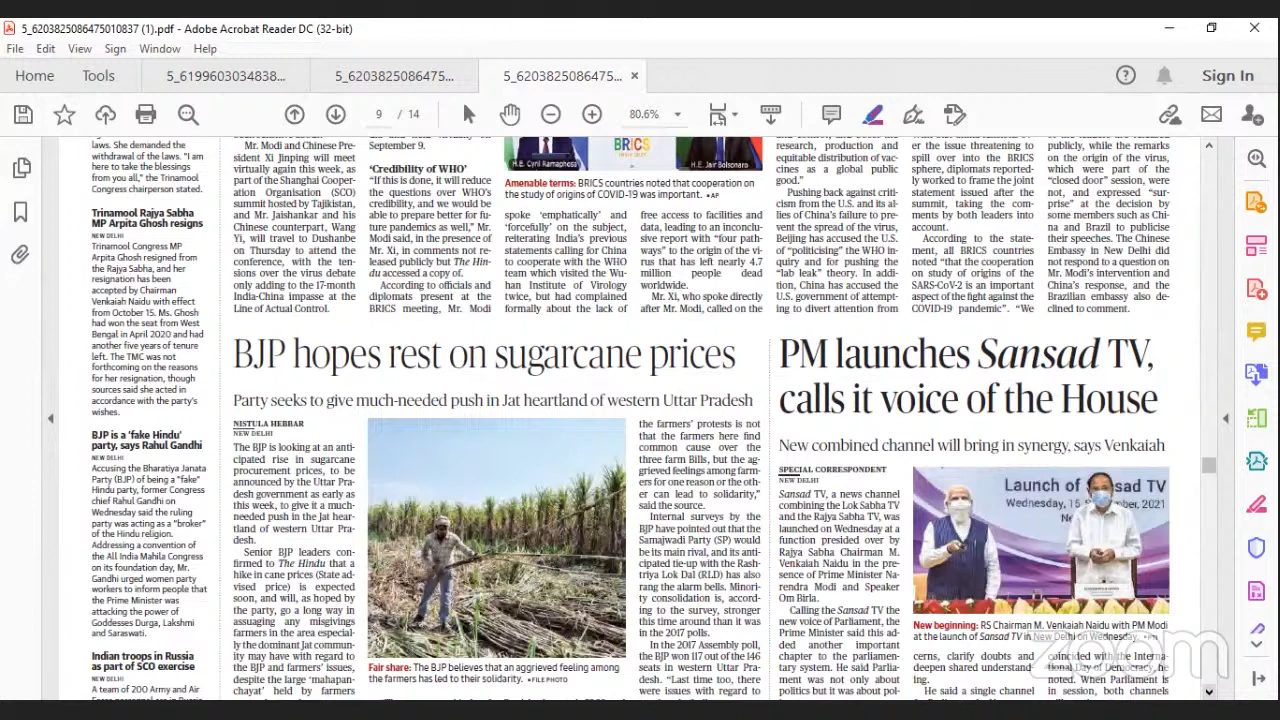 5_6203825086475010837 (1).pdf - Adobe Acrobat Reader DC (32-bit)
File Edit View Sign Window Help
Home Tools 5_6199603034838... 5_6203825086475... 5_6203825086475... ×
Sign In
9 / 14 80.6%
laws. She demanded the
withdrawal of the laws. "I am
here to take the blessings
from you all," the Trinamool
Congress chairperson stated.
Trinamool Rajya Sabha
MP Arpita Ghosh resigns
NEW DELHI
Trinamool Congress MP
Arpita Ghosh resigned from
the Rajya Sabha, and her
resignation has been
accepted by Chairman
Venkaiah Naidu with effect
from October 15. Ms. Ghosh
had won the seat from West
Bengal in April 2020 and had
another five years of tenure
left. The TMC was not
forthcoming on the reasons
for her resignation, though
sources said she acted in
accordance with the party's
wishes.
BJP is a 'fake Hindu'
party, says Rahul Gandhi
NEW DELHI
Accusing the Bharatiya Janata
Party (BJP) of being a "fake"
Hindu party, former Congress
chief Rahul Gandhi on
Wednesday said the ruling
party was acting as a "broker"
of the Hindu religion.
Addressing a convention of
the All India Mahila Congress
on its foundation day, Mr.
Gandhi urged women party
workers to inform people that
the Prime Minister was
attacking the power of
Goddesses Durga, Lakshmi
and Saraswati.
Indian troops in Russia
as part of SCO exercise
NEW DELHI
A team of 200 Army and Air
Mr. Modi and Chinese Pre-
sident Xi Jinping will meet
virtually again this week, as
part of the Shanghai Cooper-
ation Organisation (SCO)
summit hosted by Tajikistan,
and Mr. Jaishankar and his
Chinese counterpart, Wang
Yi, will travel to Dushanbe
on Thursday to attend the
conference, with the ten-
sions over the virus debate
only adding to the 17-month
India-China impasse at the
Line of Actual Control.
September 9.
'Credibility of WHO'
"If this is done, it will reduce
the questions over WHO's
credibility, and we would be
able to prepare better for fu-
ture pandemics as well," Mr.
Modi said, in the presence of
Mr. Xi, in comments not re-
leased publicly but The Hin-
du accessed a copy of.
According to officials and
diplomats present at the
BRICS meeting, Mr. Modi
H.E. Cyril Ramaphosa
BRICS
H.E. Jair Bolsonaro
Amenable terms: BRICS countries noted that cooperation on
the study of origins of COVID-19 was important. •AP
spoke 'emphatically' and
'forcefully' on the subject,
reiterating India's previous
statements calling for China
to cooperate with the WHO
team which visited the Wu-
han Institute of Virology
twice, but had complained
formally about the lack of
free access to facilities and
data, leading to an inconclu-
sive report with "four path-
ways" to the origin of the vi-
rus that has left nearly 4.7
million people dead
worldwide.
Mr. Xi, who spoke directly
after Mr. Modi, called on the
research, production and
equitable distribution of vac-
cines as a global public
good."
Pushing back against criti-
cism from the U.S. and its al-
lies of China's failure to pre-
vent the spread of the virus,
Beijing has accused the U.S.
of "politicising" the WHO in-
quiry and for pushing the
"lab leak" theory. In addi-
tion, China has accused the
U.S. government of attempt-
ing to divert attention from
er the issue threatening to
spill over into the BRICS
sphere, diplomats reported-
ly worked to frame the joint
statement issued after the
summit, taking the com-
ments by both leaders into
account.
According to the state-
ment, all BRICS countries
noted "that the cooperation
on study of origins of the
SARS-CoV-2 is an important
aspect of the fight against the
COVID-19 pandemic". "We
publicly, while the remarks
on the origin of the virus,
which were part of the
"closed door" session, were
not, and expressed "sur-
prise" at the decision by
some members such as Chi-
na and Brazil to publicise
their speeches. The Chinese
Embassy in New Delhi did
not respond to a question on
Mr. Modi's intervention and
China's response, and the
Brazilian embassy also de-
clined to comment.
BJP hopes rest on sugarcane prices
Party seeks to give much-needed push in Jat heartland of western Uttar Pradesh
NISTULA HEBBAR
NEW DELHI
The BJP is looking at an anti-
cipated rise in sugarcane
procurement prices, to be
announced by the Uttar Pra-
desh government as early as
this week, to give it a much-
needed push in the Jat hear-
tland of western Uttar Pra-
desh.
Senior BJP leaders con-
firmed to The Hindu that a
hike in cane prices (State ad-
vised price) is expected
soon, and will, as hoped by
the party, go a long way in
assuaging any misgivings
farmers in the area especial-
ly the dominant Jat commu-
nity may have with regard to
the BJP and farmers' issues,
despite the large 'mahapan-
chayat' held by farmers
Fair share: The BJP believes that an aggrieved feeling among
the farmers has led to their solidarity. •FILE PHOTO
the farmers' protests is not
that the farmers here find
common cause over the
three farm Bills, but the ag-
grieved feelings among farm-
ers for one reason or the oth-
er can lead to solidarity,"
said the source.
Internal surveys by the
BJP have pointed out that the
Samajwadi Party (SP) would
be its main rival, and its anti-
cipated tie-up with the Rash-
triya Lok Dal (RLD) has also
rang the alarm bells. Minori-
ty consolidation is, accord-
ing to the survey, stronger
this time around than it was
in the 2017 polls.
In the 2017 Assembly poll,
the BJP won 117 out of the 146
seats in western Uttar Pra-
desh. "Last time too, there
were issues with regard to
PM launches Sansad TV,
calls it voice of the House
New combined channel will bring in synergy, says Venkaiah
SPECIAL CORRESPONDENT
NEW DELHI
Sansad TV, a news channel
combining the Lok Sabha TV
and the Rajya Sabha TV, was
launched on Wednesday at a
function presided over by
Rajya Sabha Chairman M.
Venkaiah Naidu in the pre-
sence of Prime Minister Na-
rendra Modi and Speaker
Om Birla.
Calling the Sansad TV the
new voice of Parliament, the
Prime Minister said this ad-
ded another important
chapter to the parliamen-
tary system. He said Parlia-
ment was not only about
politics but it was about pol-
Launch of Sansad TV
Wednesday, 15 September, 2021
New beginning: RS Chairman M. Venkaiah Naidu with PM Modi
at the launch of Sansad TV in New Delhi on Wednesday.
cerns, clarify doubts and
deepen shared understand-
ing.
He said a single channel
coincided with the Interna-
tional Day of Democracy, he
noted. When Parliament is
in session, both channels
zoom